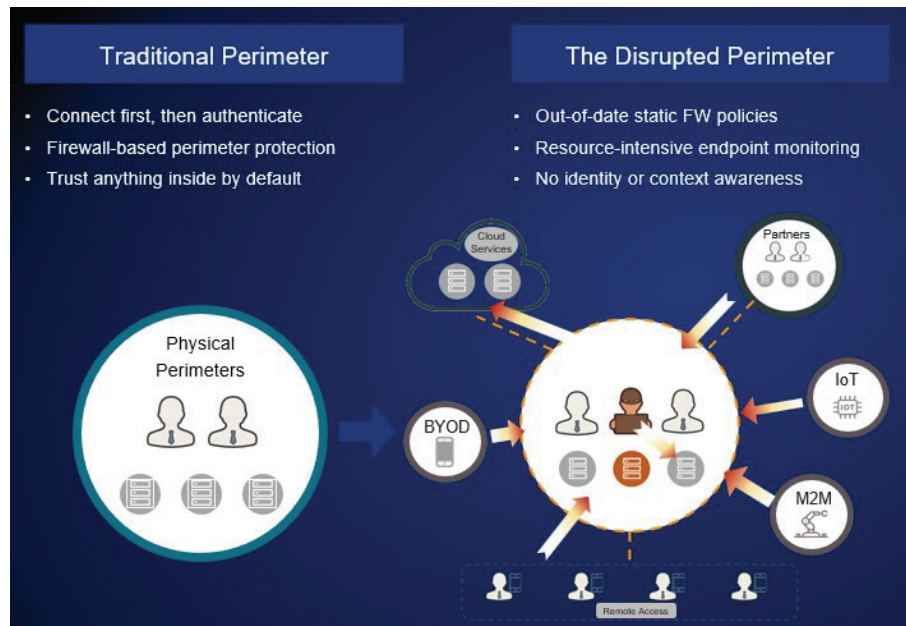 Traditional Perimeter
• Connect first, then authenticate
• Firewall-based perimeter protection
• Trust anything inside by default
The Disrupted Perimeter
• Out-of-date static FW policies
• Resource-intensive endpoint monitoring
• No identity or context awareness
Physical
Perimeters
Cloud
Services
Partners
BYOD
IoT
IOT
M2M
Remote Access